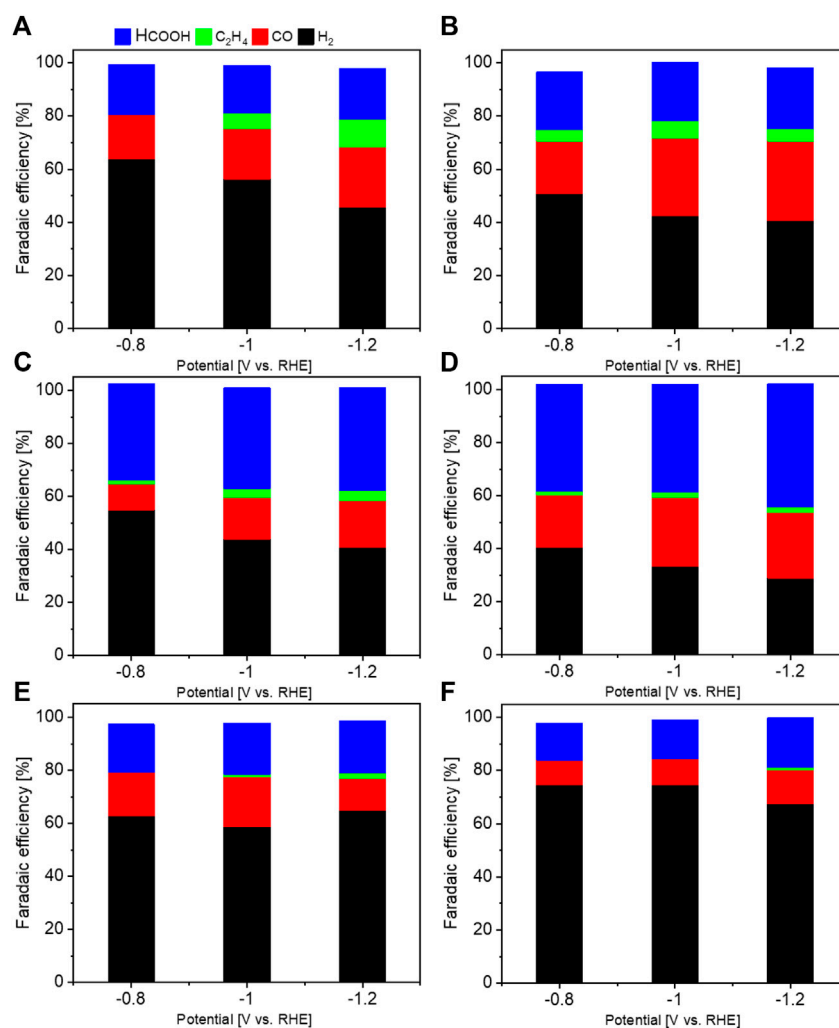 A
HCOOH C₂H₄ CO H₂
Faradaic efficiency [%]
100
80
60
40
20
0
-0.8 -1 -1.2
Potential [V vs. RHE]
B
Faradaic efficiency [%]
100
80
60
40
20
0
-0.8 -1 -1.2
Potential [V vs. RHE]
C
Faradaic efficiency [%]
100
80
60
40
20
0
-0.8 -1 -1.2
Potential [V vs. RHE]
D
Faradaic efficiency [%]
100
80
60
40
20
0
-0.8 -1 -1.2
Potential [V vs. RHE]
E
Faradaic efficiency [%]
100
80
60
40
20
0
-0.8 -1 -1.2
Potential [V vs. RHE]
F
Faradaic efficiency [%]
100
80
60
40
20
0
-0.8 -1 -1.2
Potential [V vs. RHE]